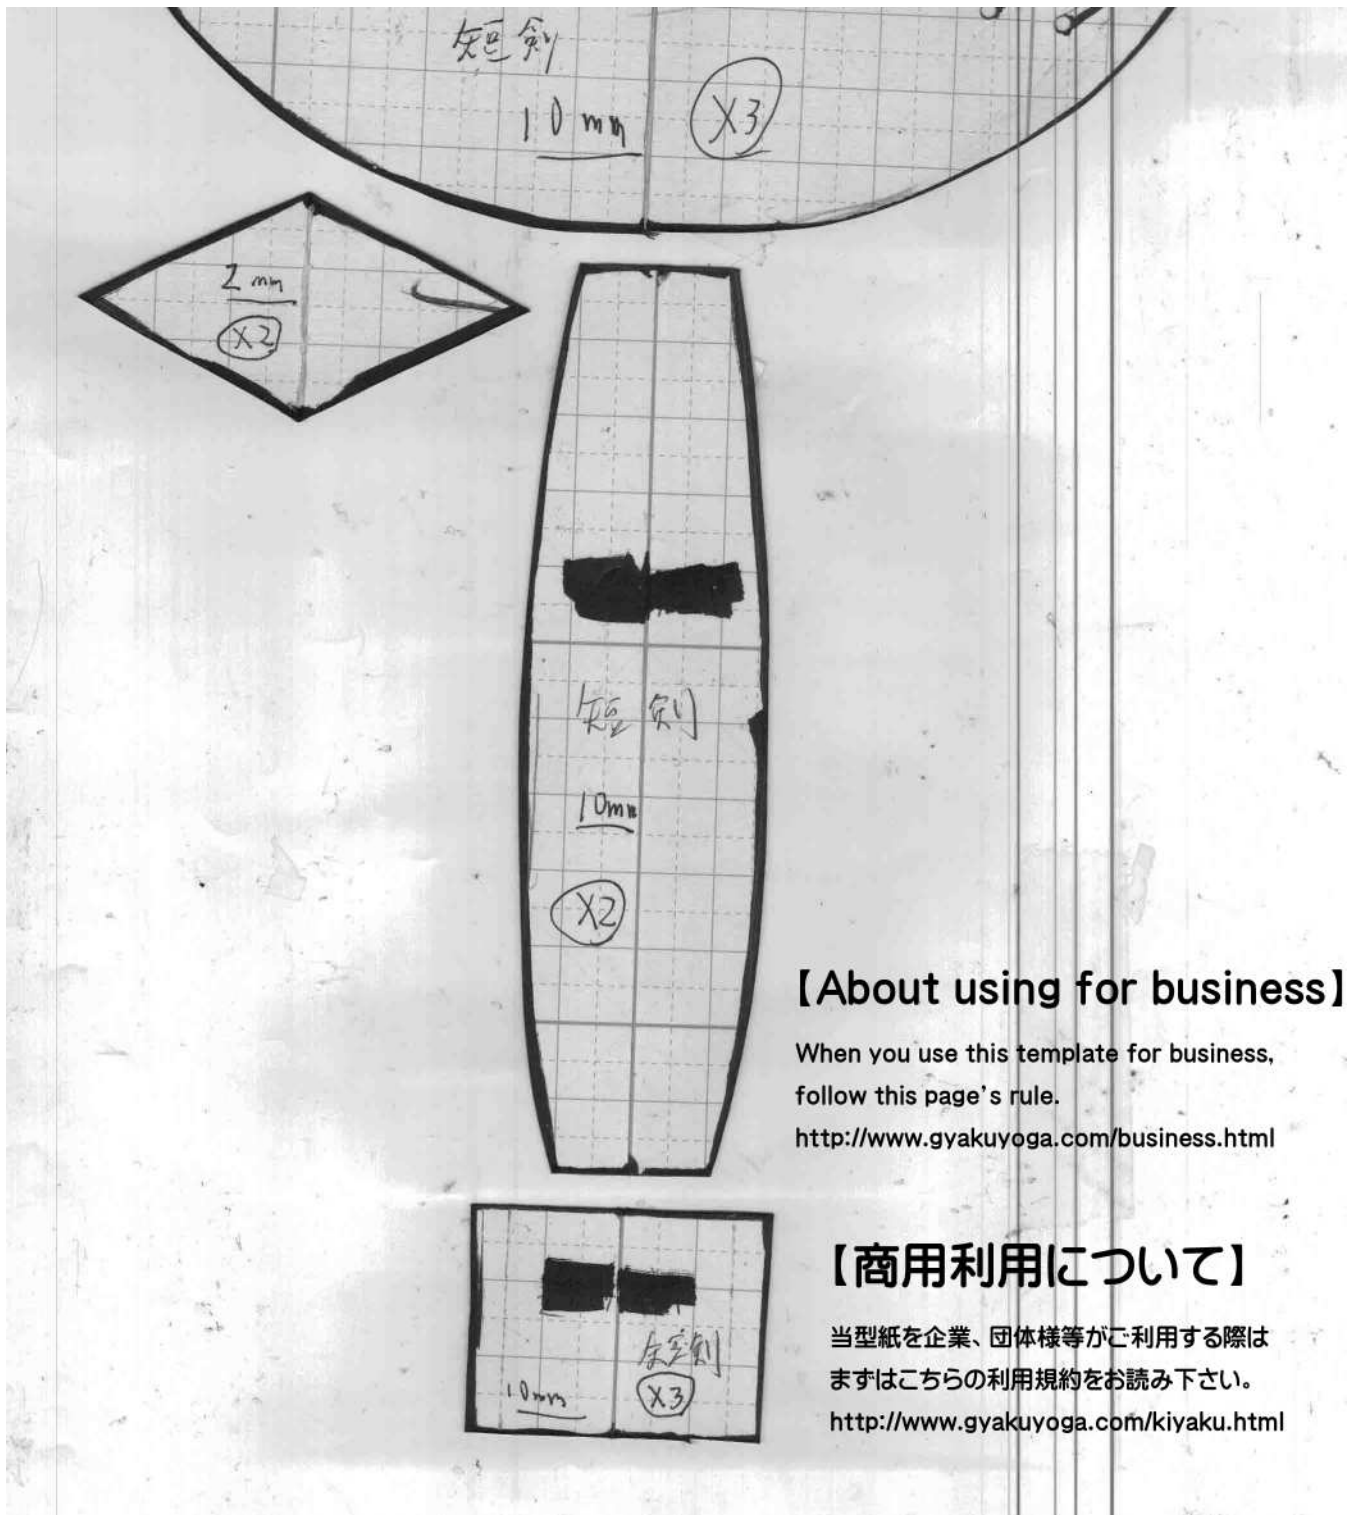 短剣
10mm
X3
2mm
X2
短剣
10mm
X2
【About using for business】
When you use this template for business,
follow this page's rule.
http://www.gyakuyoga.com/business.html
短剣
10mm
X3
【商用利用について】
当型紙を企業、団体様等がご利用する際は
まずはこちらの利用規約をお読み下さい。
http://www.gyakuyoga.com/kiyaku.html